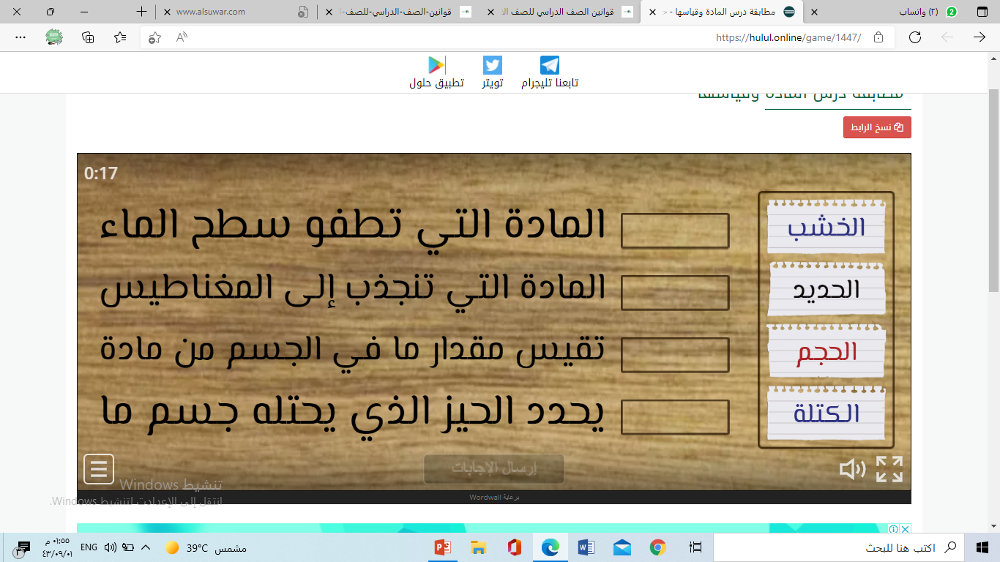 (٢) واتساب
مطابقة درس المادة وقياسها - >
قوانين الصف الدراسي للصف الا
قوانين-الصف-الدراسي-للصف-ا
www.alsuwar.com
https://hulul.online/game/1447/
تابعنا تليجرام
تويتر
تطبيق حلول
مطابقة درس المادة وقياسها
نسخ الرابط
0:17
الخشب
الحديد
الحجم
الكتلة
المادة التي تطفو سطح الماء
المادة التي تنجذب إلى المغناطيس
تقيس مقدار ما في الجسم من مادة
يحدد الحيز الذي يحتله جسم ما
إرسال الإجابات
تنشيط Windows
انتقل إلى الإعدادت لتنشيط Windows.
برعاية Wordwall
اكتب هنا للبحث
39°C مشمس
ENG
٠١:٥٥ م
٤٣/٠٩/٠١
٣